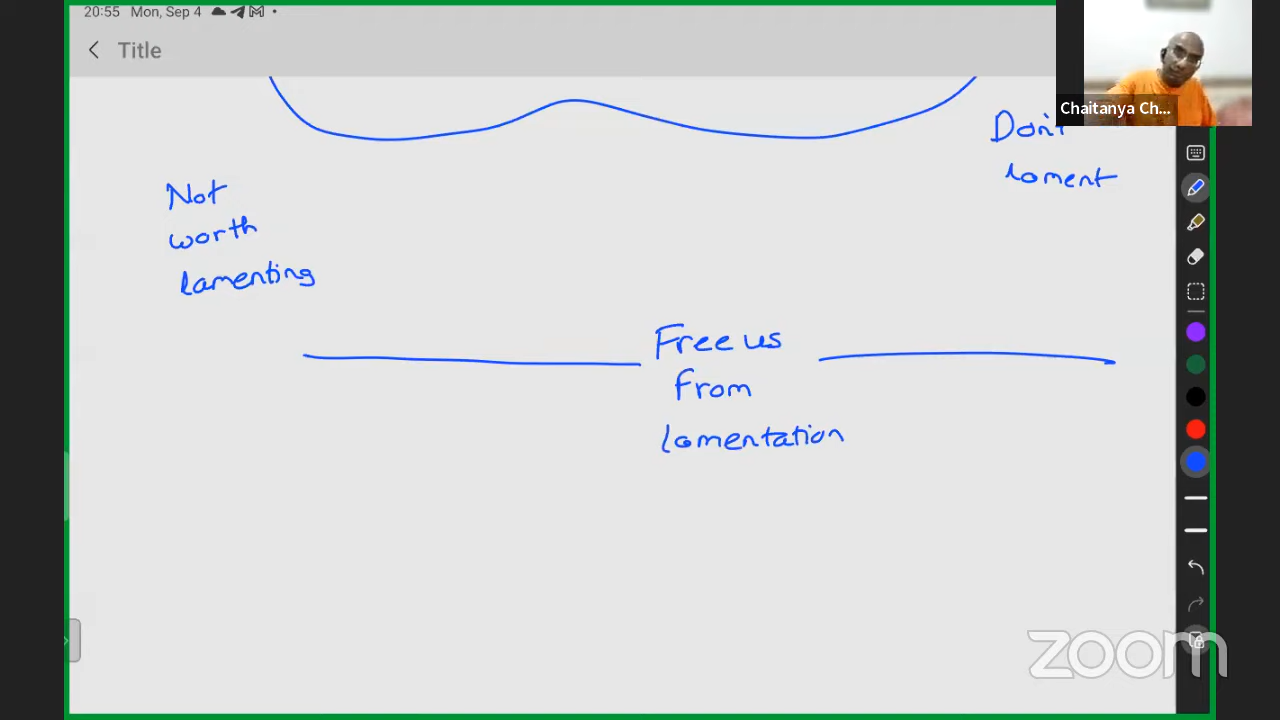 20:55 Mon, Sep 4
Title
Chaitanya Ch...
Don't
lament
Not
worth
lamenting
Free us
From
lamentation
zoom